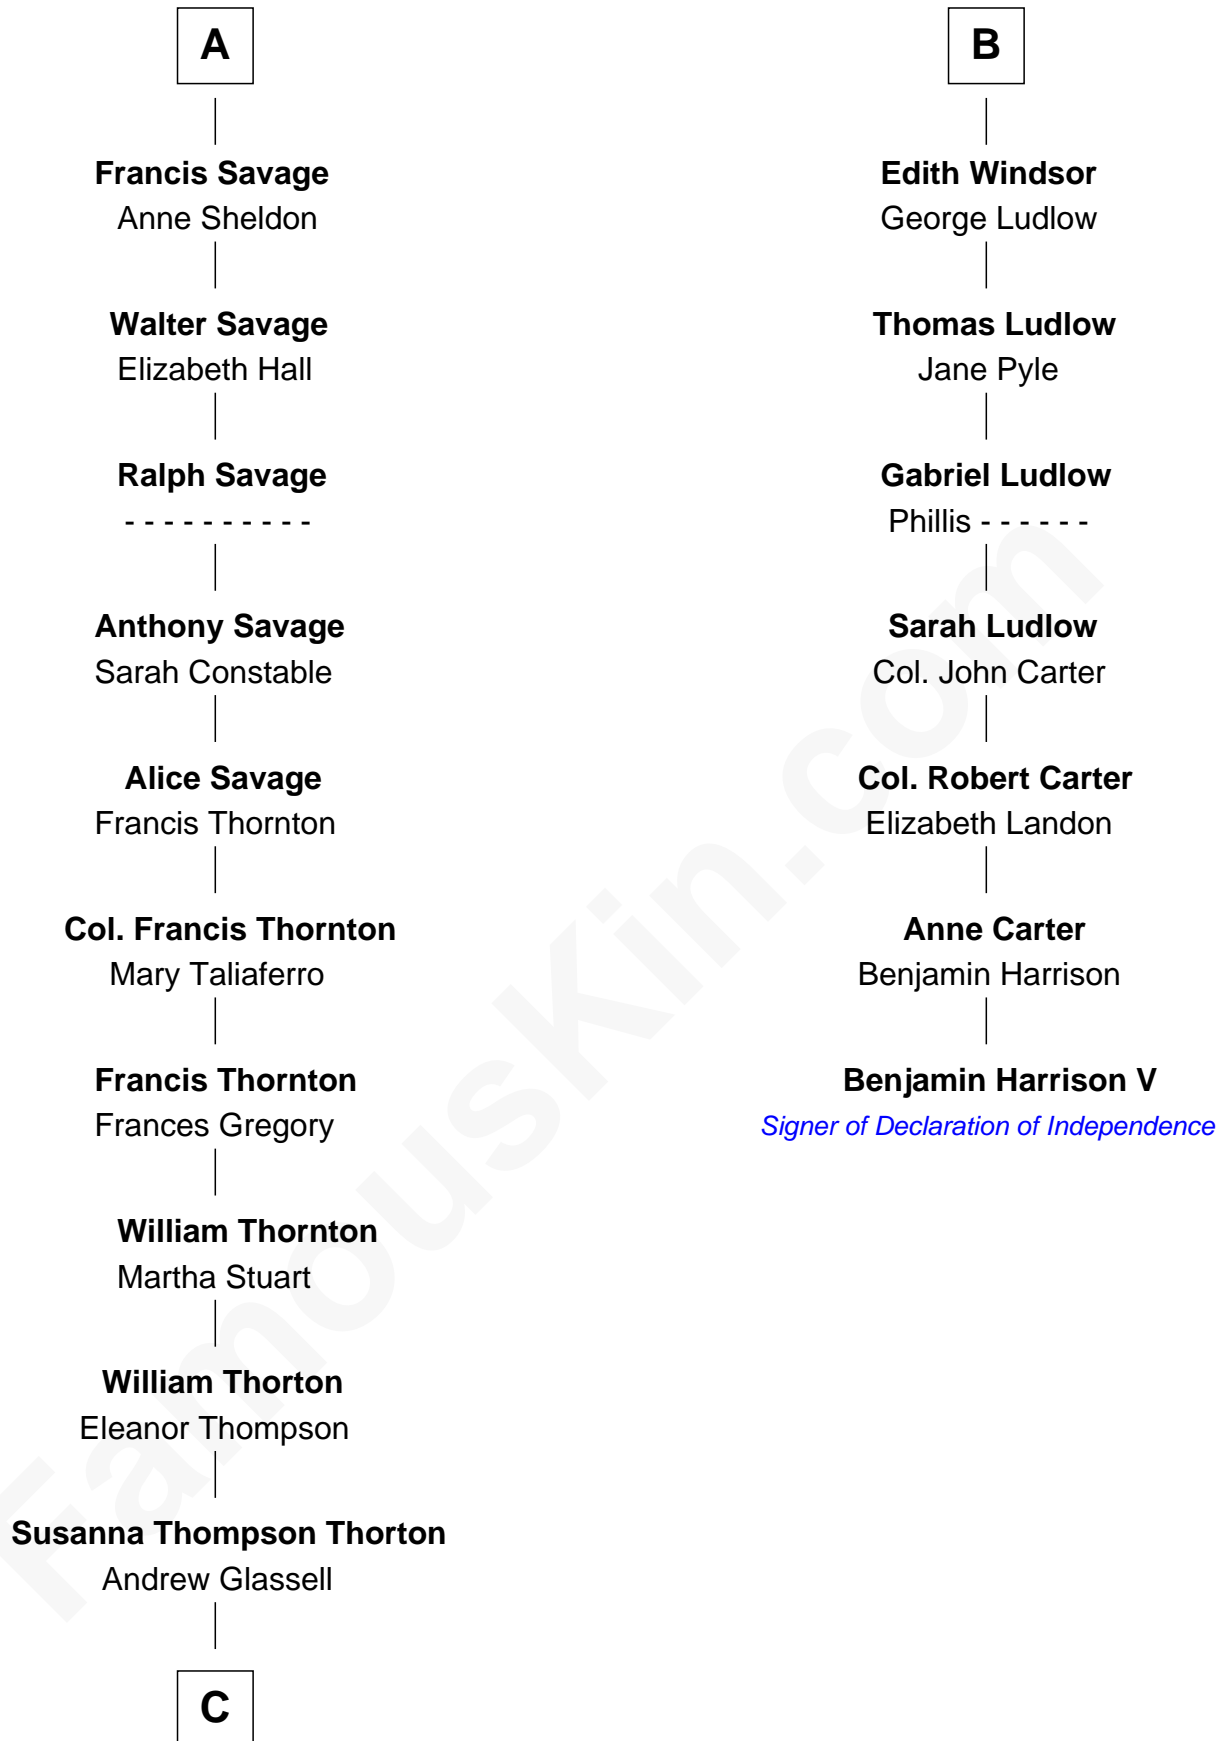 A
Francis Savage
Anne Sheldon
Walter Savage
Elizabeth Hall
Ralph Savage
- - - - - - - - - -
Anthony Savage
Sarah Constable
Alice Savage
Francis Thornton
Col. Francis Thornton
Mary Taliaferro
Francis Thornton
Frances Gregory
William Thornton
Martha Stuart
William Thorton
Eleanor Thompson
Susanna Thompson Thorton
Andrew Glassell
C
B
Edith Windsor
George Ludlow
Thomas Ludlow
Jane Pyle
Gabriel Ludlow
Phillis - - - - - -
Sarah Ludlow
Col. John Carter
Col. Robert Carter
Elizabeth Landon
Anne Carter
Benjamin Harrison
Benjamin Harrison V
Signer of Declaration of Independence
FamousKin.com